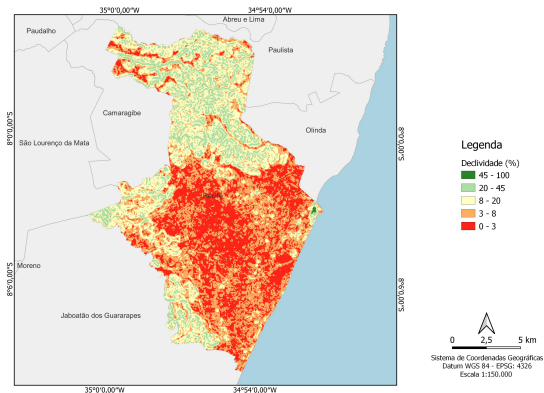 35°0'0,00"W
34°54'0,00"W
Abreu e Lima
Paudalho
Paulista
Camaragibe
Olinda
São Lourenço da Mata
8°0'0,00"S
8°0'0,00"S
Recife
Moreno
8°6'0,00"S
8°6'0,00"S
Jaboatão dos Guararapes
35°0'0,00"W
34°54'0,00"W
Legenda
Declividade (%)
45 - 100
20 - 45
8 - 20
3 - 8
0 - 3
0 2,5 5 km
Sistema de Coordenadas Geográficas
Datum WGS 84 - EPSG: 4326
Escala 1:150.000